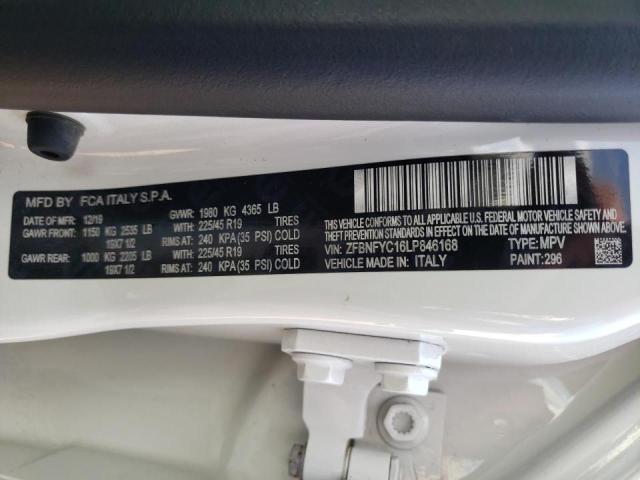 MFD BY FCA ITALY S.P.A.
DATE OF MFR: 12/19 GVWR: 1980 KG 4365 LB
GAWR FRONT: 1150 KG 2535 LB 225/45 R19 TIRES
19X7 1/2 RIMS AT: 240 KPA (35 PSI) COLD
GAWR REAR: 1000 KG 2205 LB 225/45 R19 TIRES
19X7 1/2 RIMS AT: 240 KPA (35 PSI) COLD
THIS VEHICLE CONFORMS TO ALL APPLICABLE U.S.A. FEDERAL MOTOR VEHICLE
SAFETY, BUMPER, AND THEFT PREVENTION STANDARDS IN EFFECT ON THE DATE OF MANUFACTURE SHOWN ABOVE.
VIN: ZFBNFYC16LP846168 TYPE: MPV
VEHICLE MADE IN: ITALY PAINT: 296